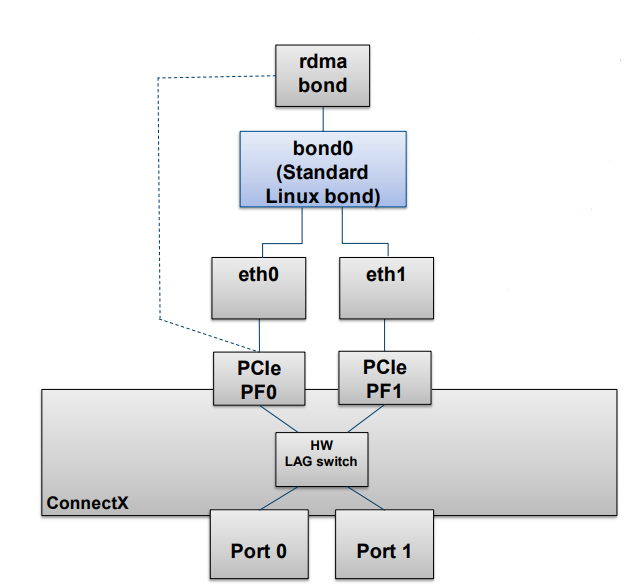 rdma
bond
bond0
(Standard
Linux bond)
eth0
eth1
PCIe
PF0
PCIe
PF1
HW
LAG switch
ConnectX
Port 0
Port 1